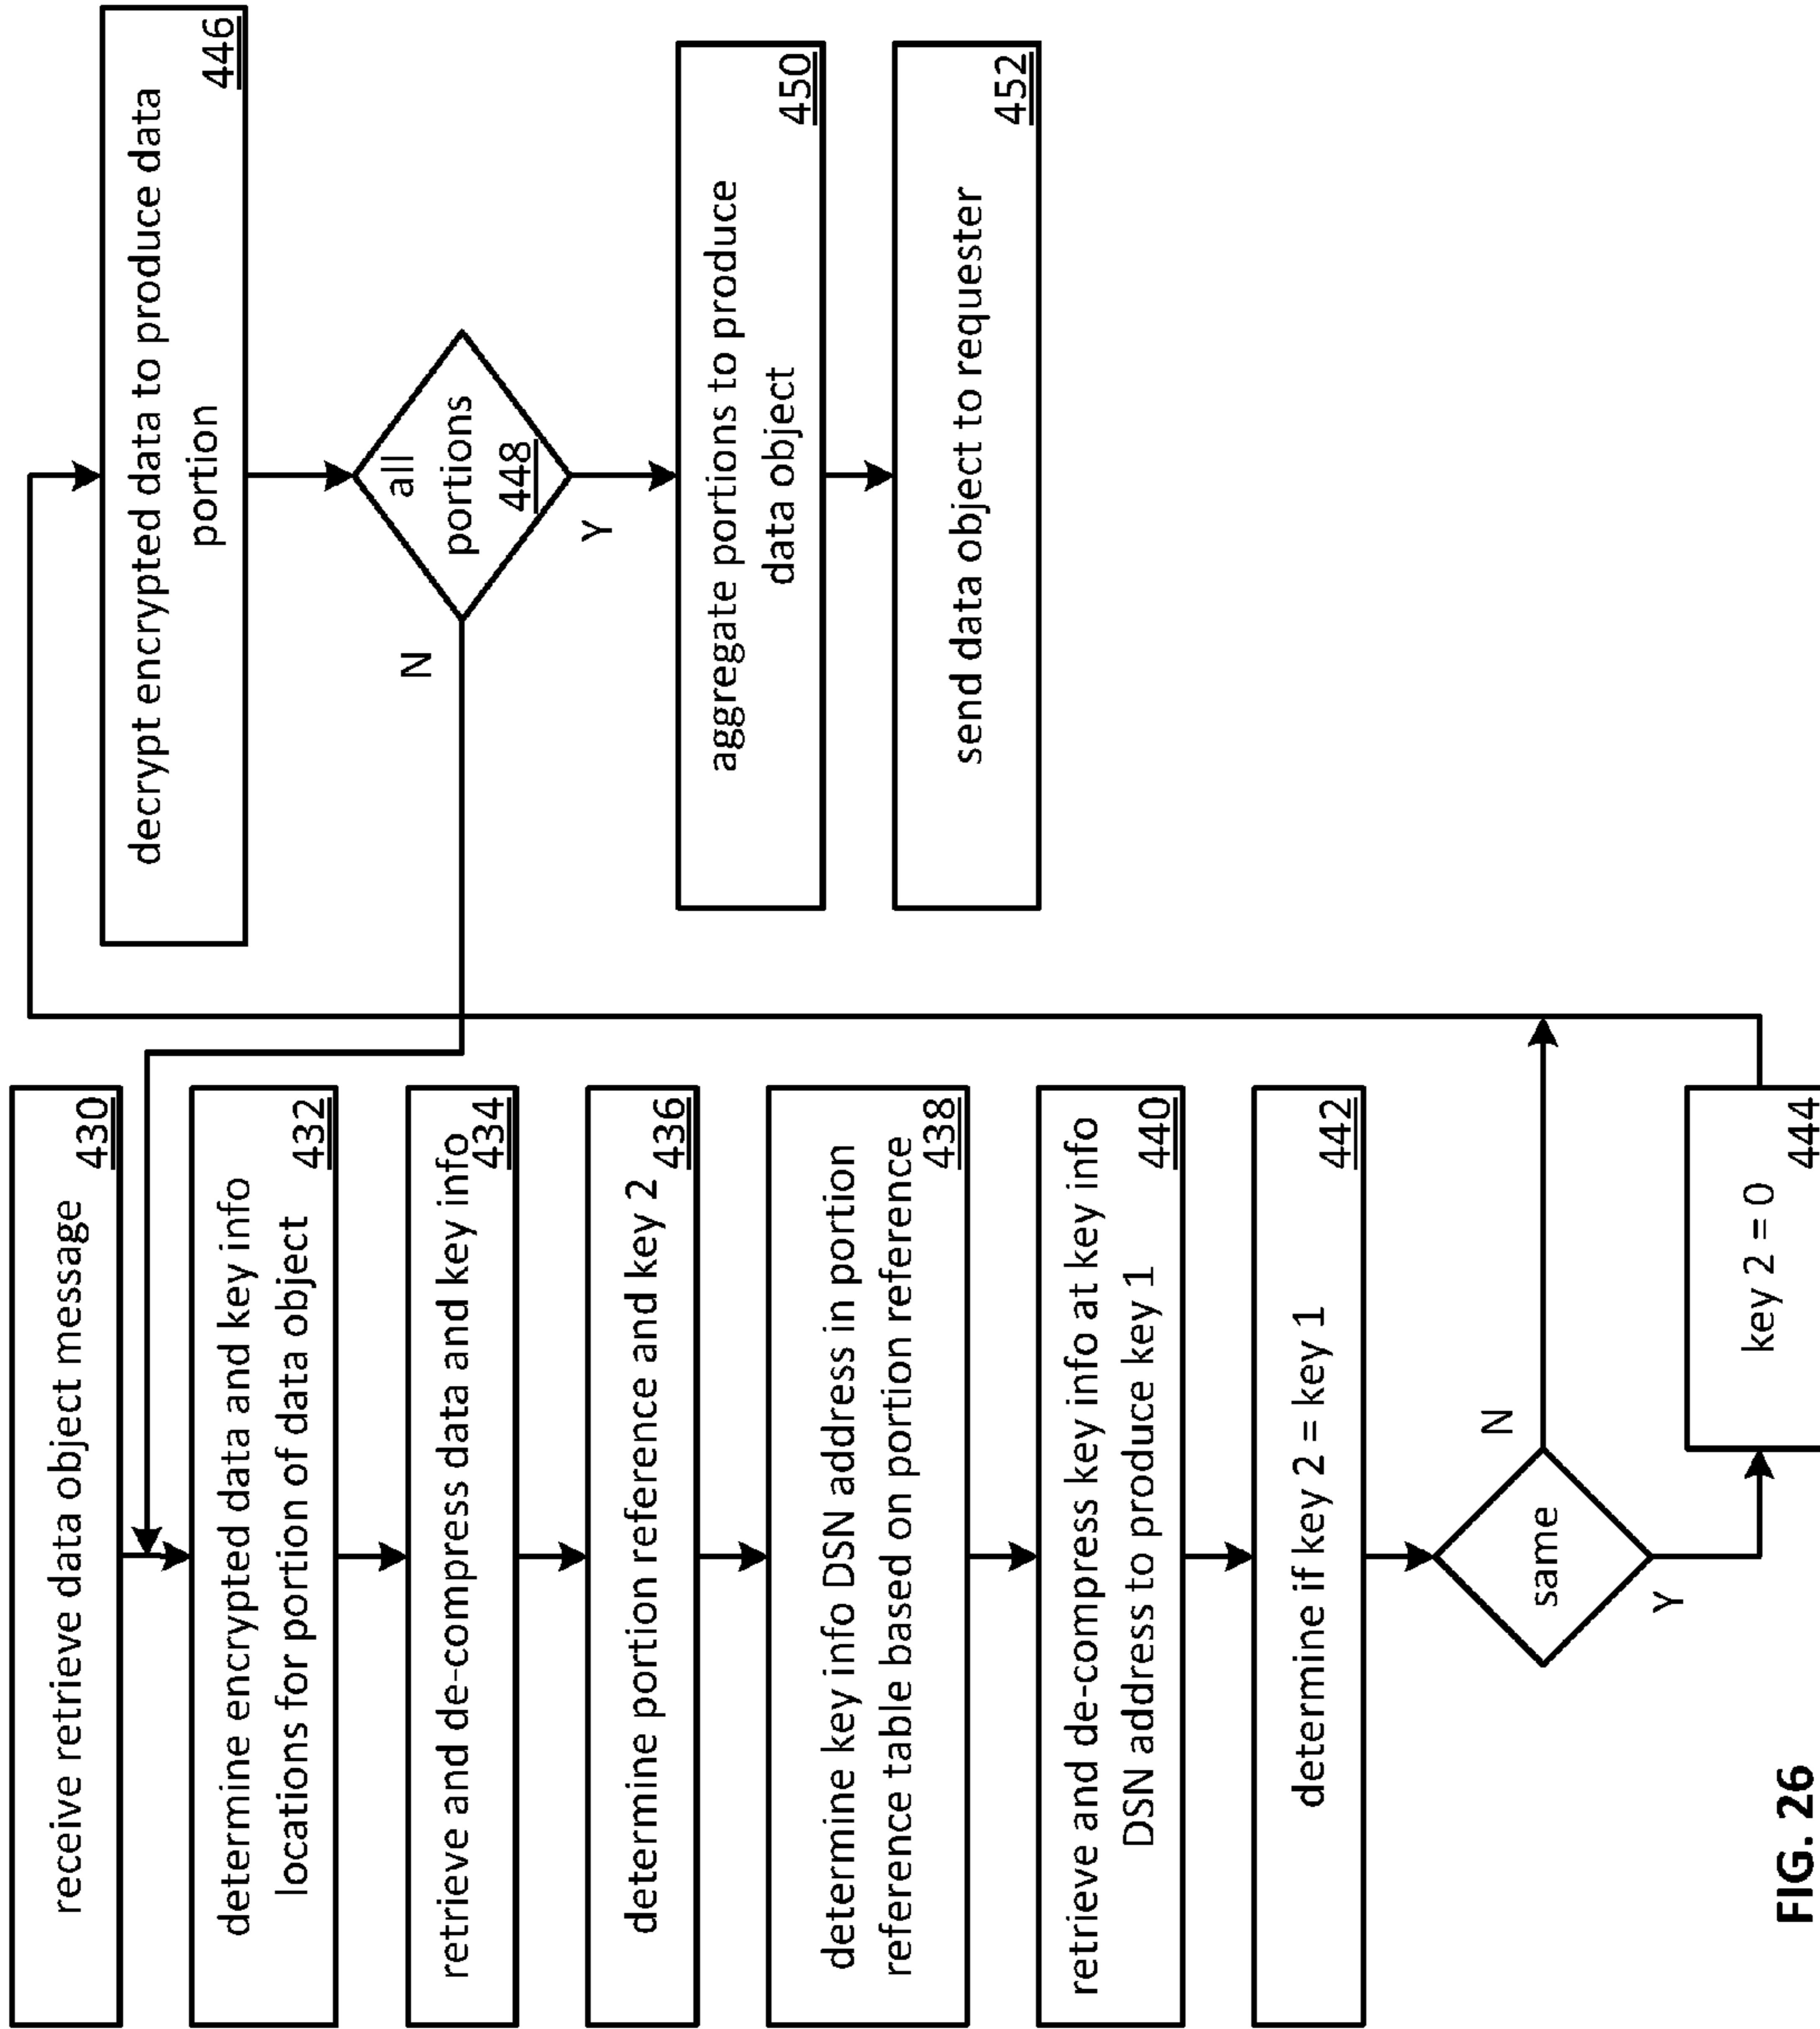 receive retrieve data object message
430
determine encrypted data and key info
locations for portion of data object
432
retrieve and de-compress data and key info
434
determine portion reference and key 2
436
determine key info DSN address in portion
reference table based on portion reference
438
retrieve and de-compress key info at key info
DSN address to produce key 1
440
determine if key 2 = key 1
442
same
N
Y
key 2 = 0
444
decrypt encrypted data to produce data
portion
446
all
portions
448
N
Y
aggregate portions to produce
data object
450
send data object to requester
452
FIG. 26